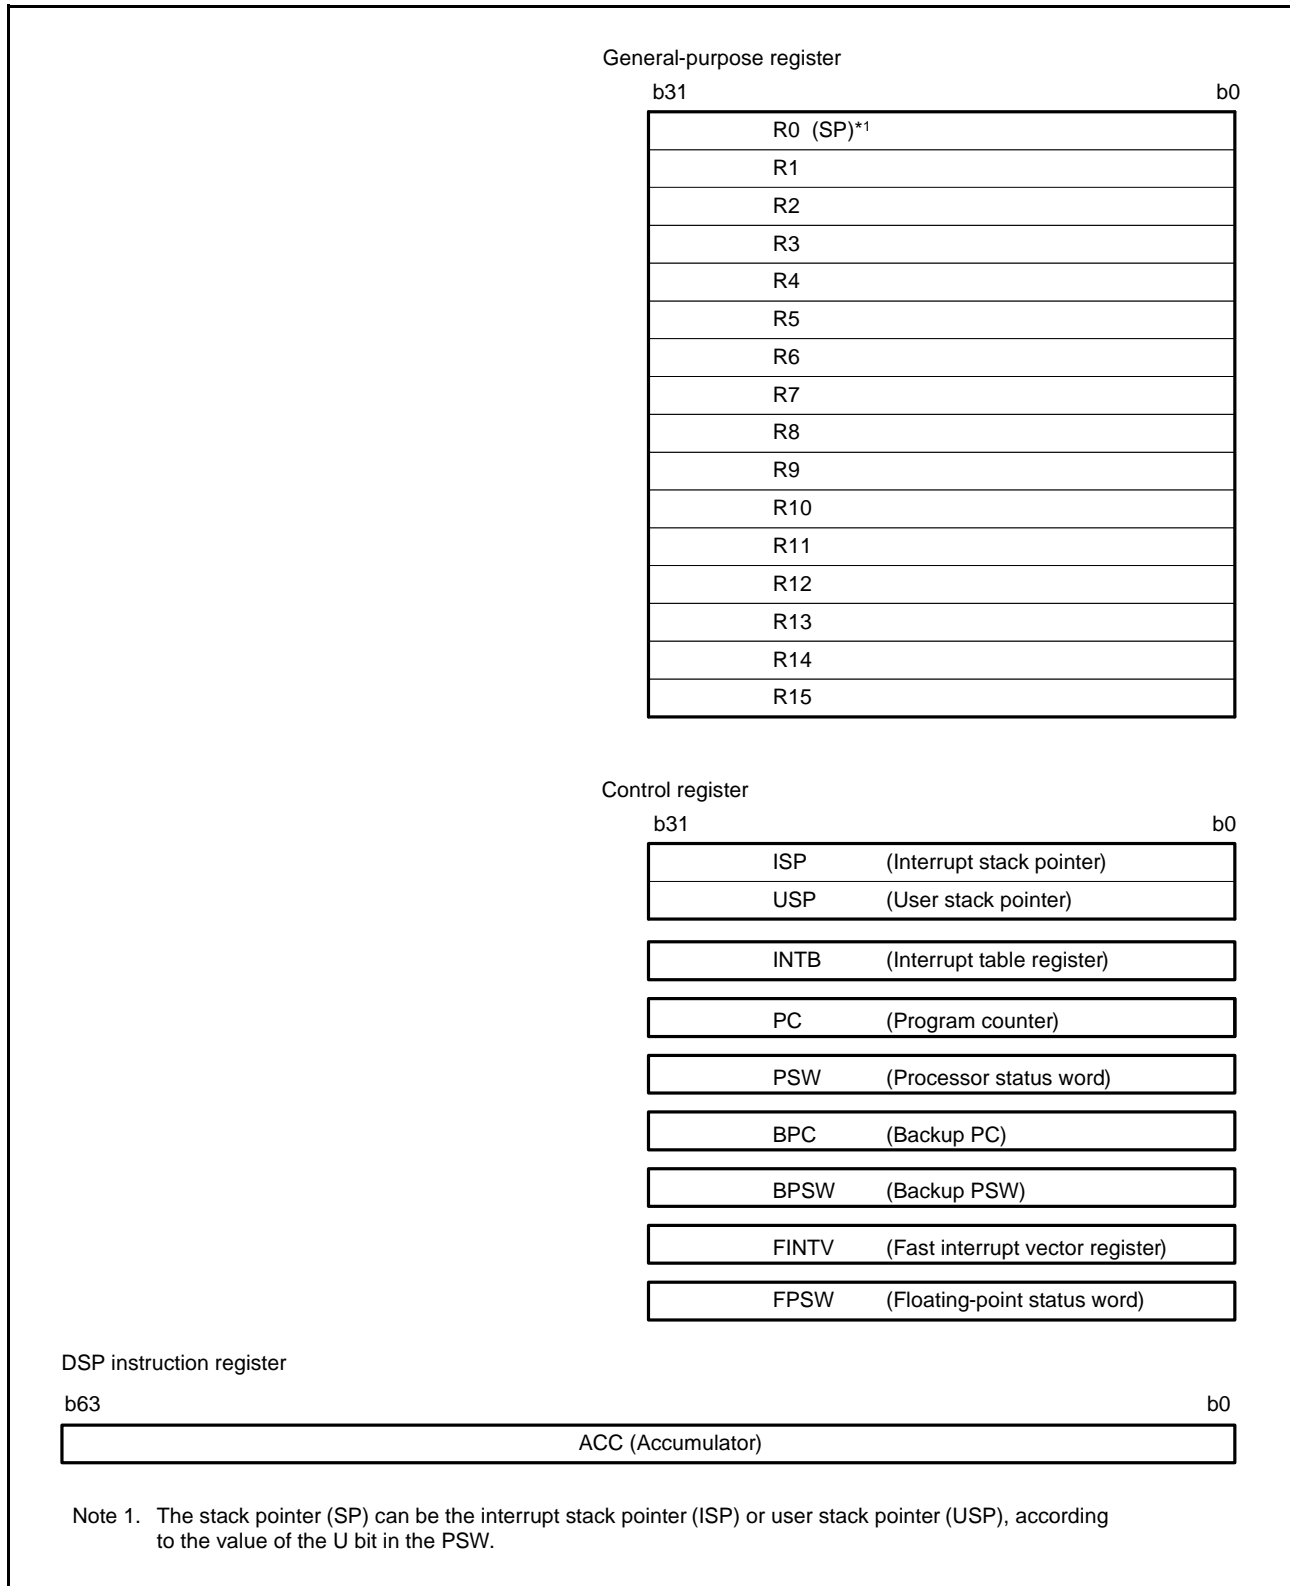 General-purpose register
b31 b0
R0 (SP)*1
R1
R2
R3
R4
R5
R6
R7
R8
R9
R10
R11
R12
R13
R14
R15
Control register
b31 b0
ISP (Interrupt stack pointer)
USP (User stack pointer)
INTB (Interrupt table register)
PC (Program counter)
PSW (Processor status word)
BPC (Backup PC)
BPSW (Backup PSW)
FINTV (Fast interrupt vector register)
FPSW (Floating-point status word)
DSP instruction register
b63 b0
ACC (Accumulator)
Note 1. The stack pointer (SP) can be the interrupt stack pointer (ISP) or user stack pointer (USP), according
to the value of the U bit in the PSW.